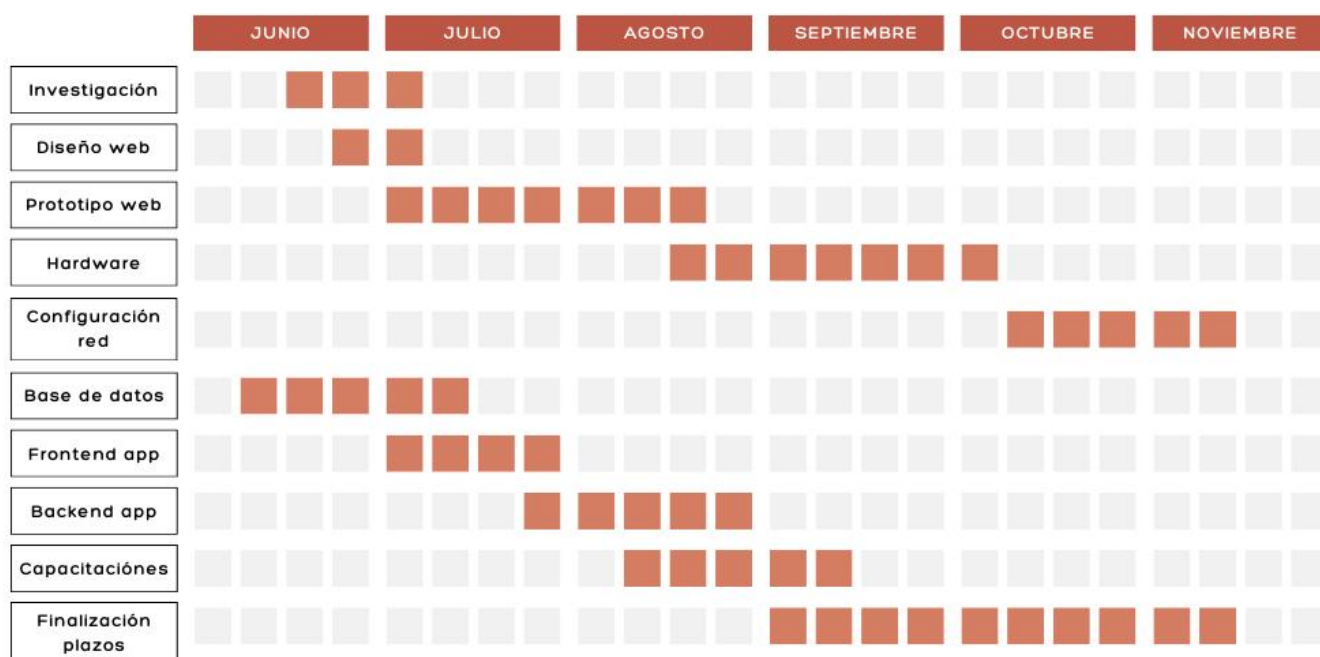 JUNIO JULIO AGOSTO SEPTIEMBRE OCTUBRE NOVIEMBRE
Investigación
Diseño web
Prototipo web
Hardware
Configuración
red
Base de datos
Frontend app
Backend app
Capacitaciónes
Finalización
plazos